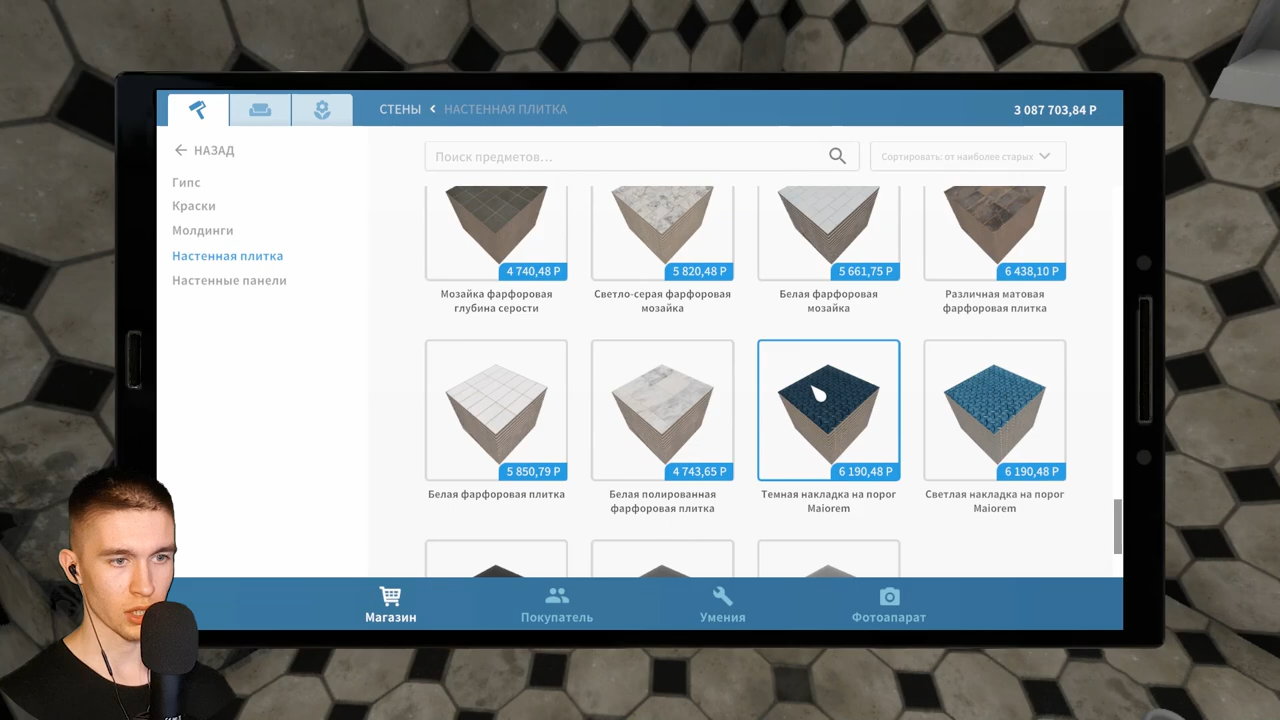 СТЕНЫ < НАСТЕННАЯ ПЛИТКА
3 087 703,84 Р
НАЗАД
Поиск предметов...
Сортировать: от наиболее старых
Гипс
Краски
Молдинги
Настенная плитка
Настенные панели
4 740,48 Р
5 820,48 Р
5 661,75 Р
6 438,10 Р
Мозайка фарфоровая
глубина серости
Светло-серая фарфоровая
мозайка
Белая фарфоровая
мозайка
Различная матовая
фарфоровая плитка
5 850,79 Р
4 743,65 Р
6 190,48 Р
6 190,48 Р
Белая фарфоровая плитка
Белая полированная
фарфоровая плитка
Темная накладка на порог
Maiorem
Светлая накладка на порог
Maiorem
Магазин
Покупатель
Умения
Фотоапарат